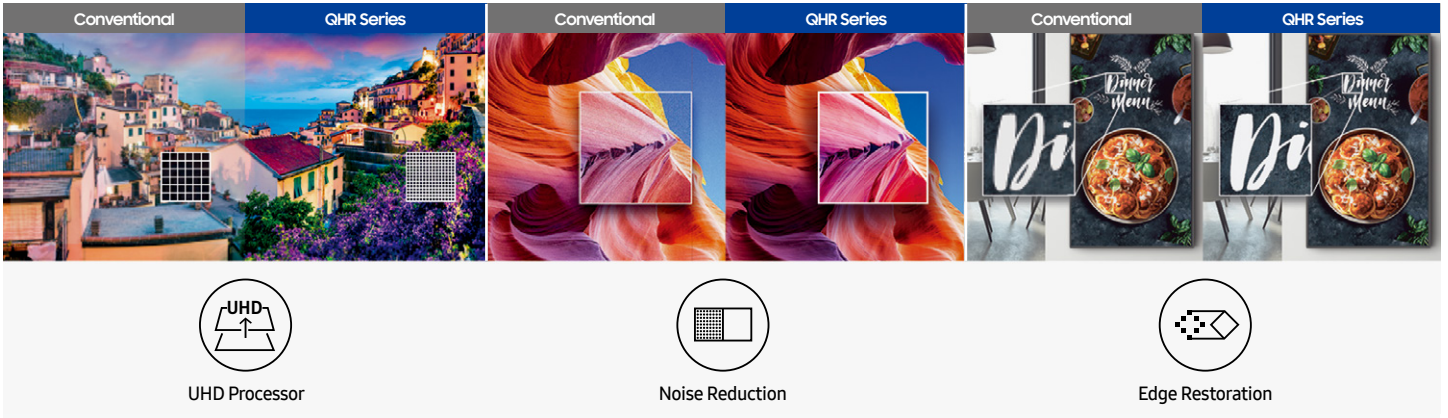 Conventional
QHR Series
Conventional
QHR Series
Conventional
QHR Series
Dinner
Menu
Di
Dinner
Menu
Di
UHD
UHD Processor
Noise Reduction
Edge Restoration